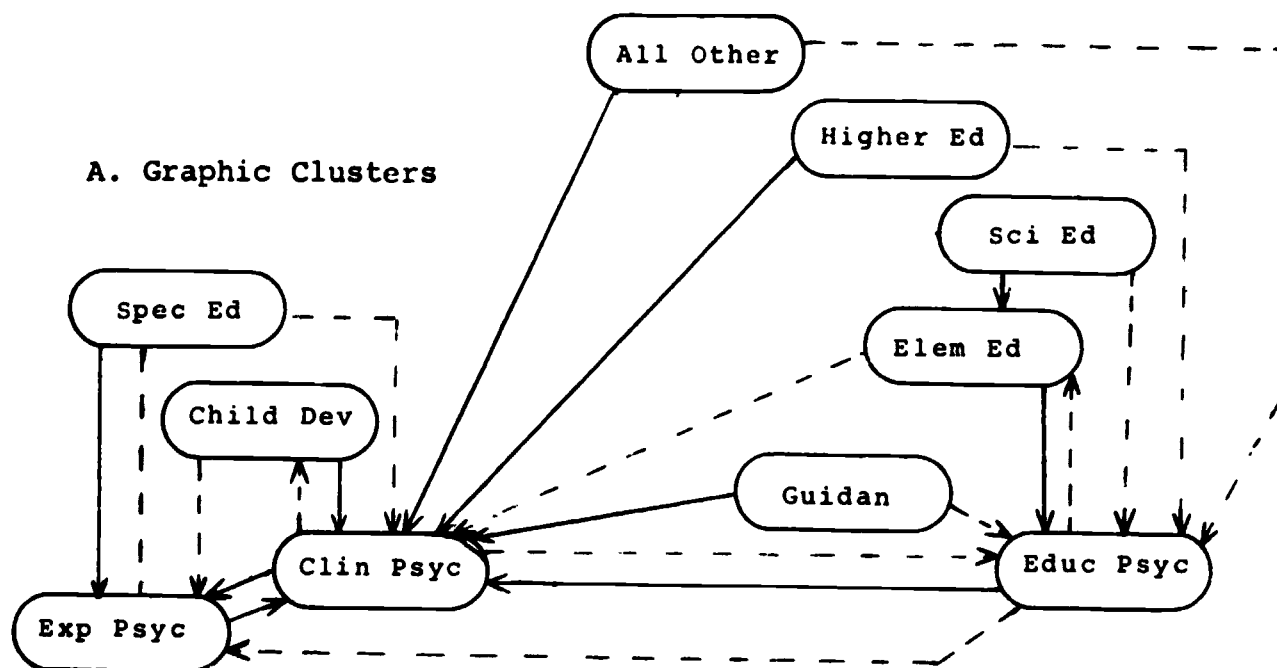 All Other
Higher Ed
A. Graphic Clusters
Sci Ed
Spec Ed
Elem Ed
Child Dev
Guidan
Clin Psyc
Educ Psyc
Exp Psyc